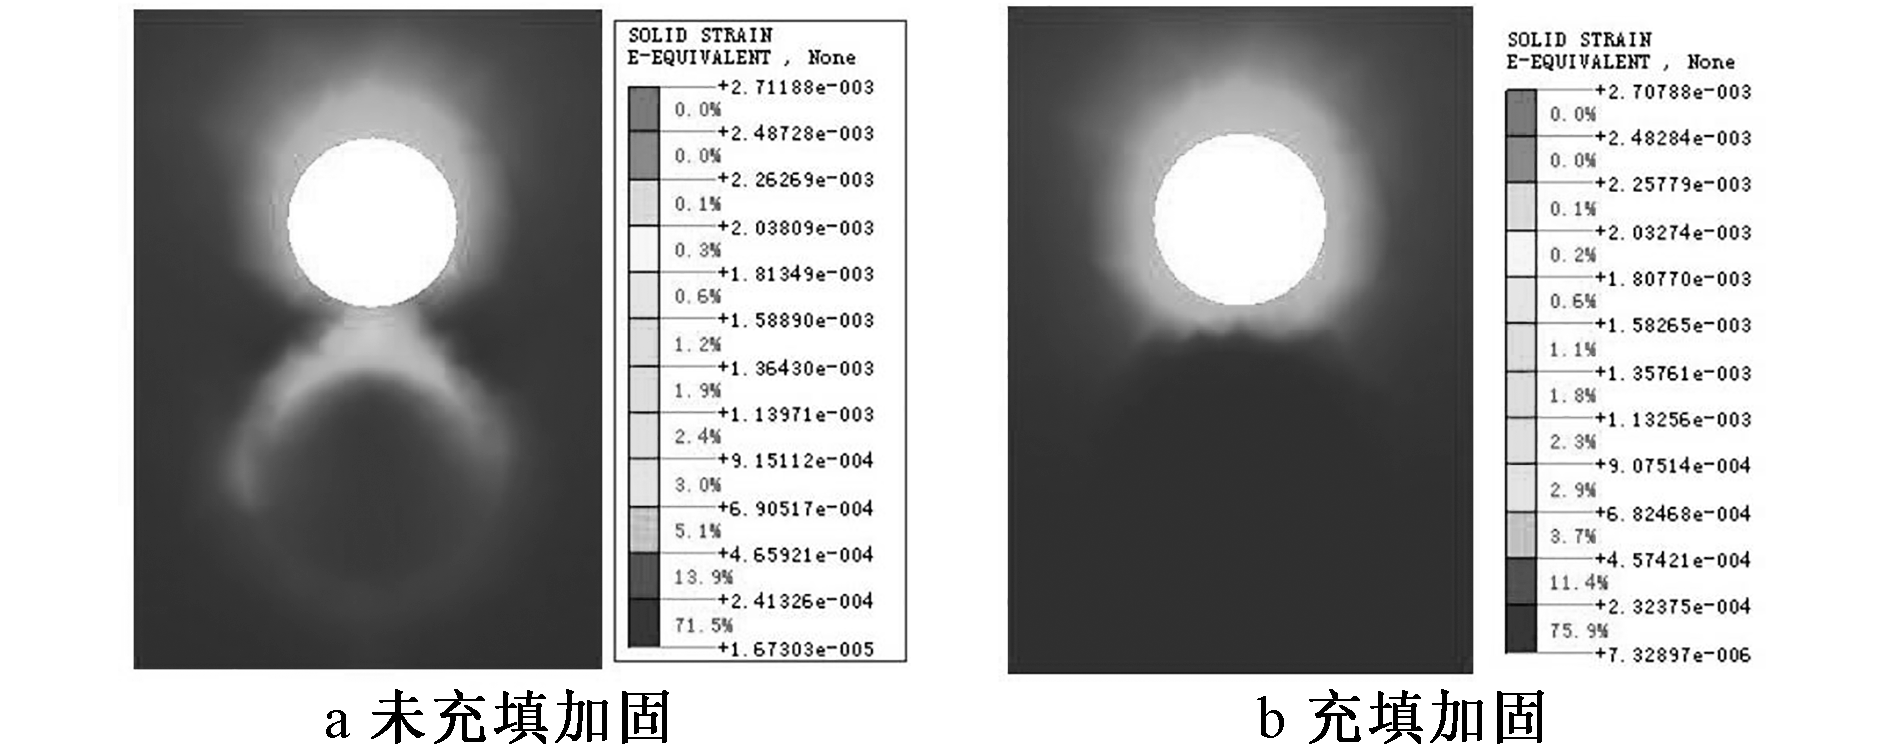 SOLID STRAIN
E-EQUIVALENT , None
+2.71188e-003
0.0%
+2.48728e-003
0.0%
+2.26269e-003
0.1%
+2.03809e-003
0.3%
+1.81349e-003
0.6%
+1.58890e-003
1.2%
+1.36430e-003
1.9%
+1.13971e-003
2.4%
+9.15112e-004
3.0%
+6.90517e-004
5.1%
+4.65921e-004
13.9%
+2.41326e-004
71.5%
+1.67303e-005
a 未充填加固
SOLID STRAIN
E-EQUIVALENT , None
+2.70788e-003
0.0%
+2.48284e-003
0.0%
+2.25779e-003
0.1%
+2.03274e-003
0.2%
+1.80770e-003
0.6%
+1.58265e-003
1.1%
+1.35761e-003
1.8%
+1.13256e-003
2.3%
+9.07514e-004
2.9%
+6.82468e-004
3.7%
+4.57421e-004
11.4%
+2.32375e-004
75.9%
+7.32897e-006
b 充填加固